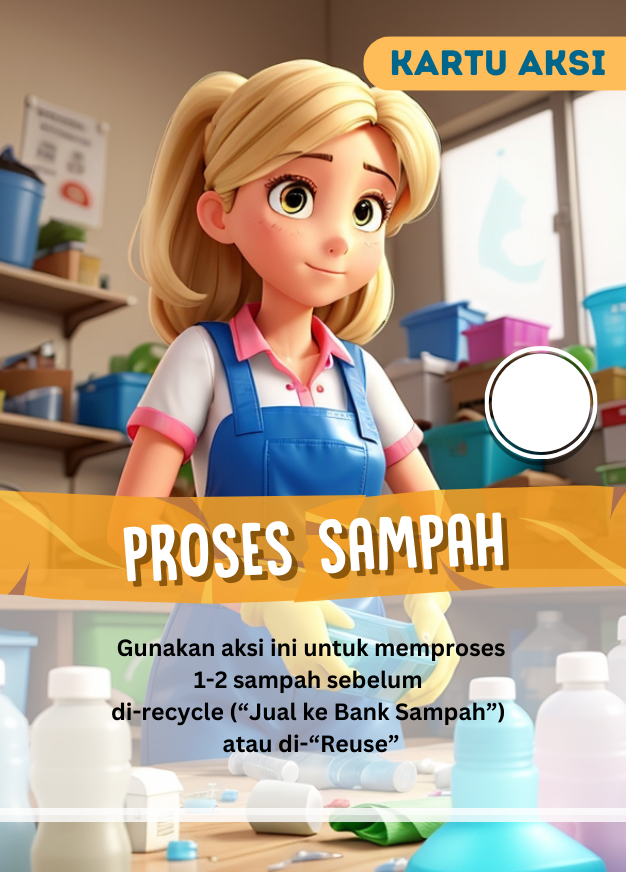 KARTU AKSI
PROSES SAMPAH
Gunakan aksi ini untuk memproses
1-2 sampah sebelum
di-recycle (“Jual ke Bank Sampah”)
atau di-“Reuse”